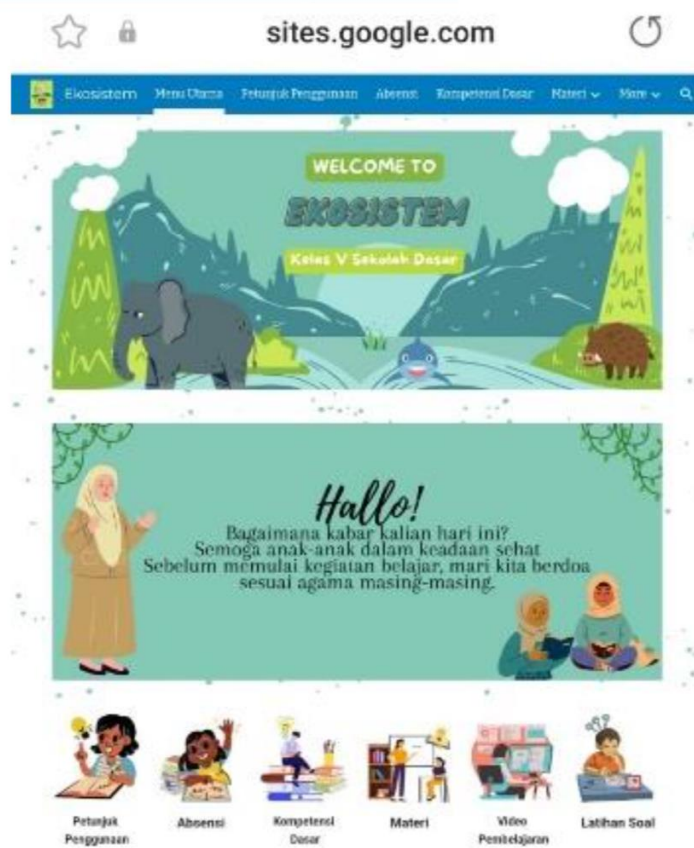 sites.google.com
Ekosistem Menu Utama Petunjuk Penggunaan Absensi Kompetensi Dasar Materi More
WELCOME TO
EKOSISTEM
Kelas V Sekolah Dasar
Hallo!
Bagaimana kabar kalian hari ini?
Semoga anak-anak dalam keadaan sehat
Sebelum memulai kegiatan belajar, mari kita berdoa
sesuai agama masing-masing.
Petunjuk
Penggunaan
Absensi
Kompetensi
Dasar
Materi
Video
Pembelajaran
Latihan Soal